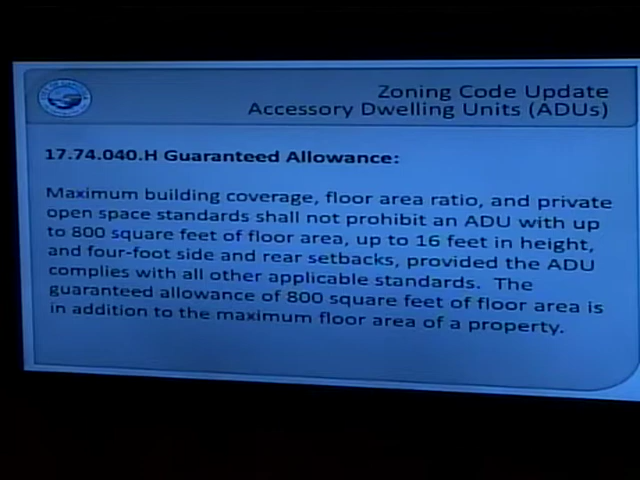 Zoning Code Update
Accessory Dwelling Units (ADUs)
17.74.040.H Guaranteed Allowance:
Maximum building coverage, floor area ratio, and private
open space standards shall not prohibit an ADU with up
to 800 square feet of floor area, up to 16 feet in height,
and four-foot side and rear setbacks, provided the ADU
complies with all other applicable standards. The
guaranteed allowance of 800 square feet of floor area is
in addition to the maximum floor area of a property.